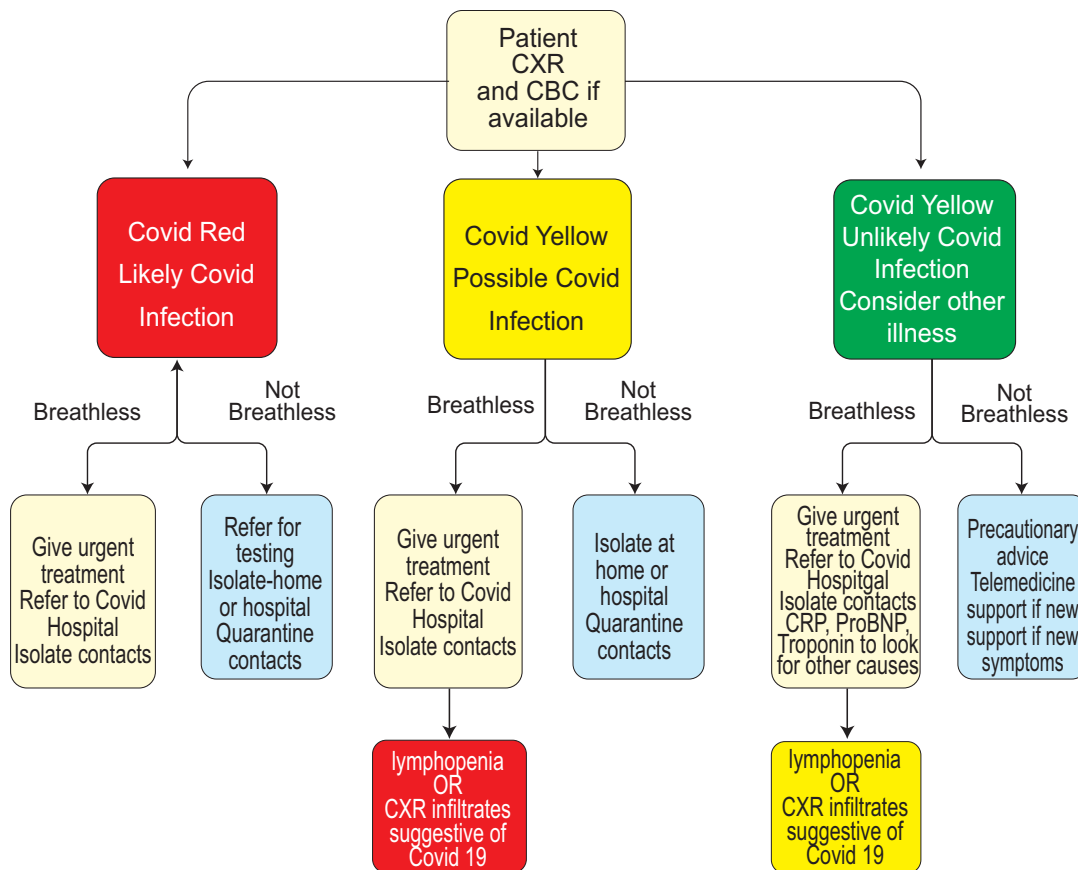 Patient
CXR
and CBC if
available
Covid Red
Likely Covid
Infection
Covid Yellow
Possible Covid
Infection
Covid Yellow
Unlikely Covid
Infection
Consider other
illness
Breathless
Not
Breathless
Breathless
Not
Breathless
Breathless
Not
Breathless
Give urgent
treatment
Refer to Covid
Hospital
Isolate contacts
Refer for
testing
Isolate-home
or hospital
Quarantine
contacts
Give urgent
treatment
Refer to Covid
Hospital
Isolate contacts
Isolate at
home or
hospital
Quarantine
contacts
Give urgent
treatment
Refer to Covid
Hospitgal
Isolate contacts
CRP, ProBNP,
Troponin to look
for other causes
Precautionary
advice
Telemedicine
support if new
support if new
symptoms
lymphopenia
OR
CXR infiltrates
suggestive of
Covid 19
lymphopenia
OR
CXR infiltrates
suggestive of
Covid 19